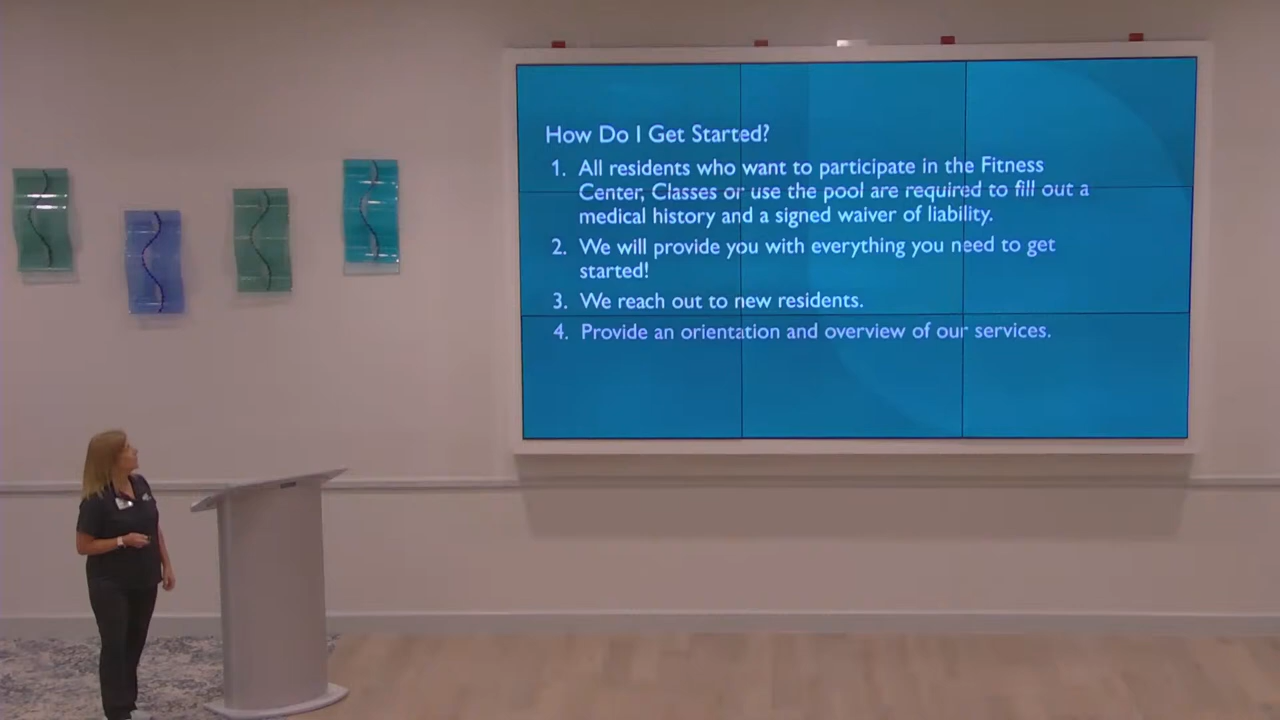 How Do I Get Started?
1. All residents who want to participate in the Fitness
Center, Classes or use the pool are required to fill out a
medical history and a signed waiver of liability.
2. We will provide you with everything you need to get
started!
3. We reach out to new residents.
4. Provide an orientation and overview of our services.